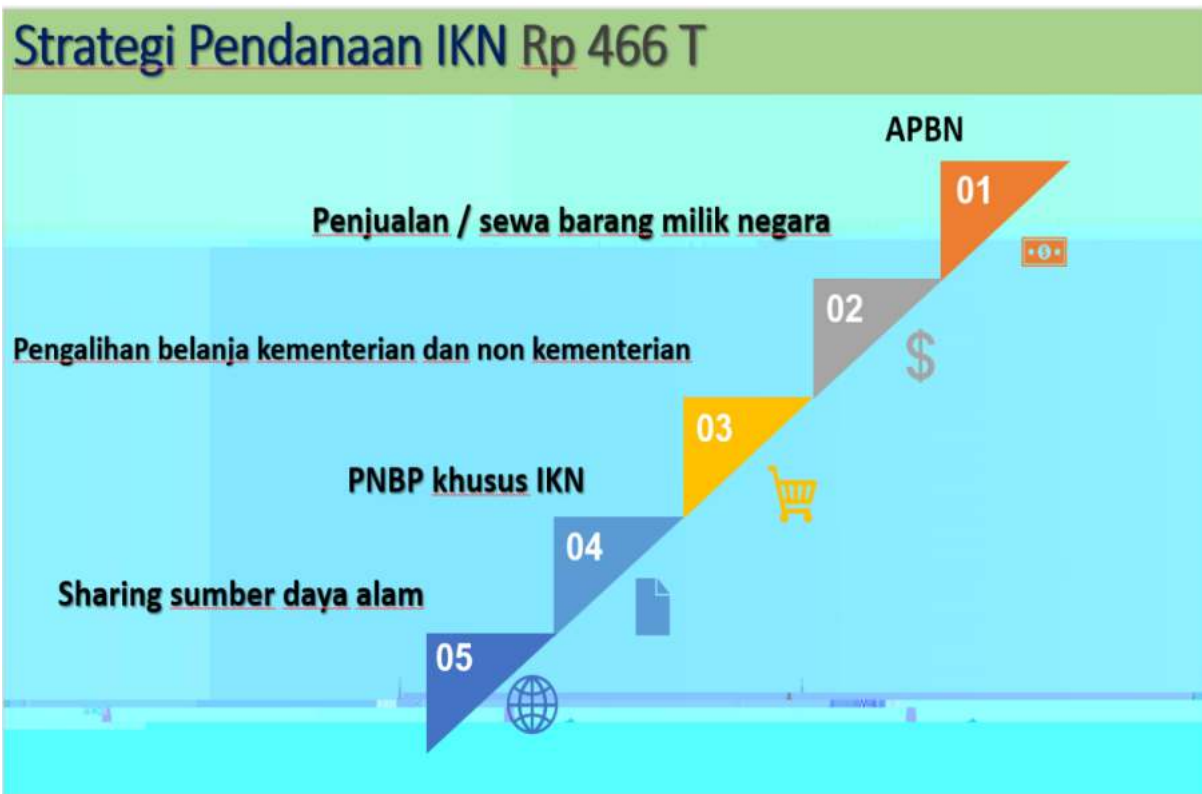 Strategi Pendanaan IKN Rp 466 T
APBN
01
Penjualan / sewa barang milik negara
02
Pengalihan belanja kementerian dan non kementerian
03
PNBP khusus IKN
04
Sharing sumber daya alam
05
$